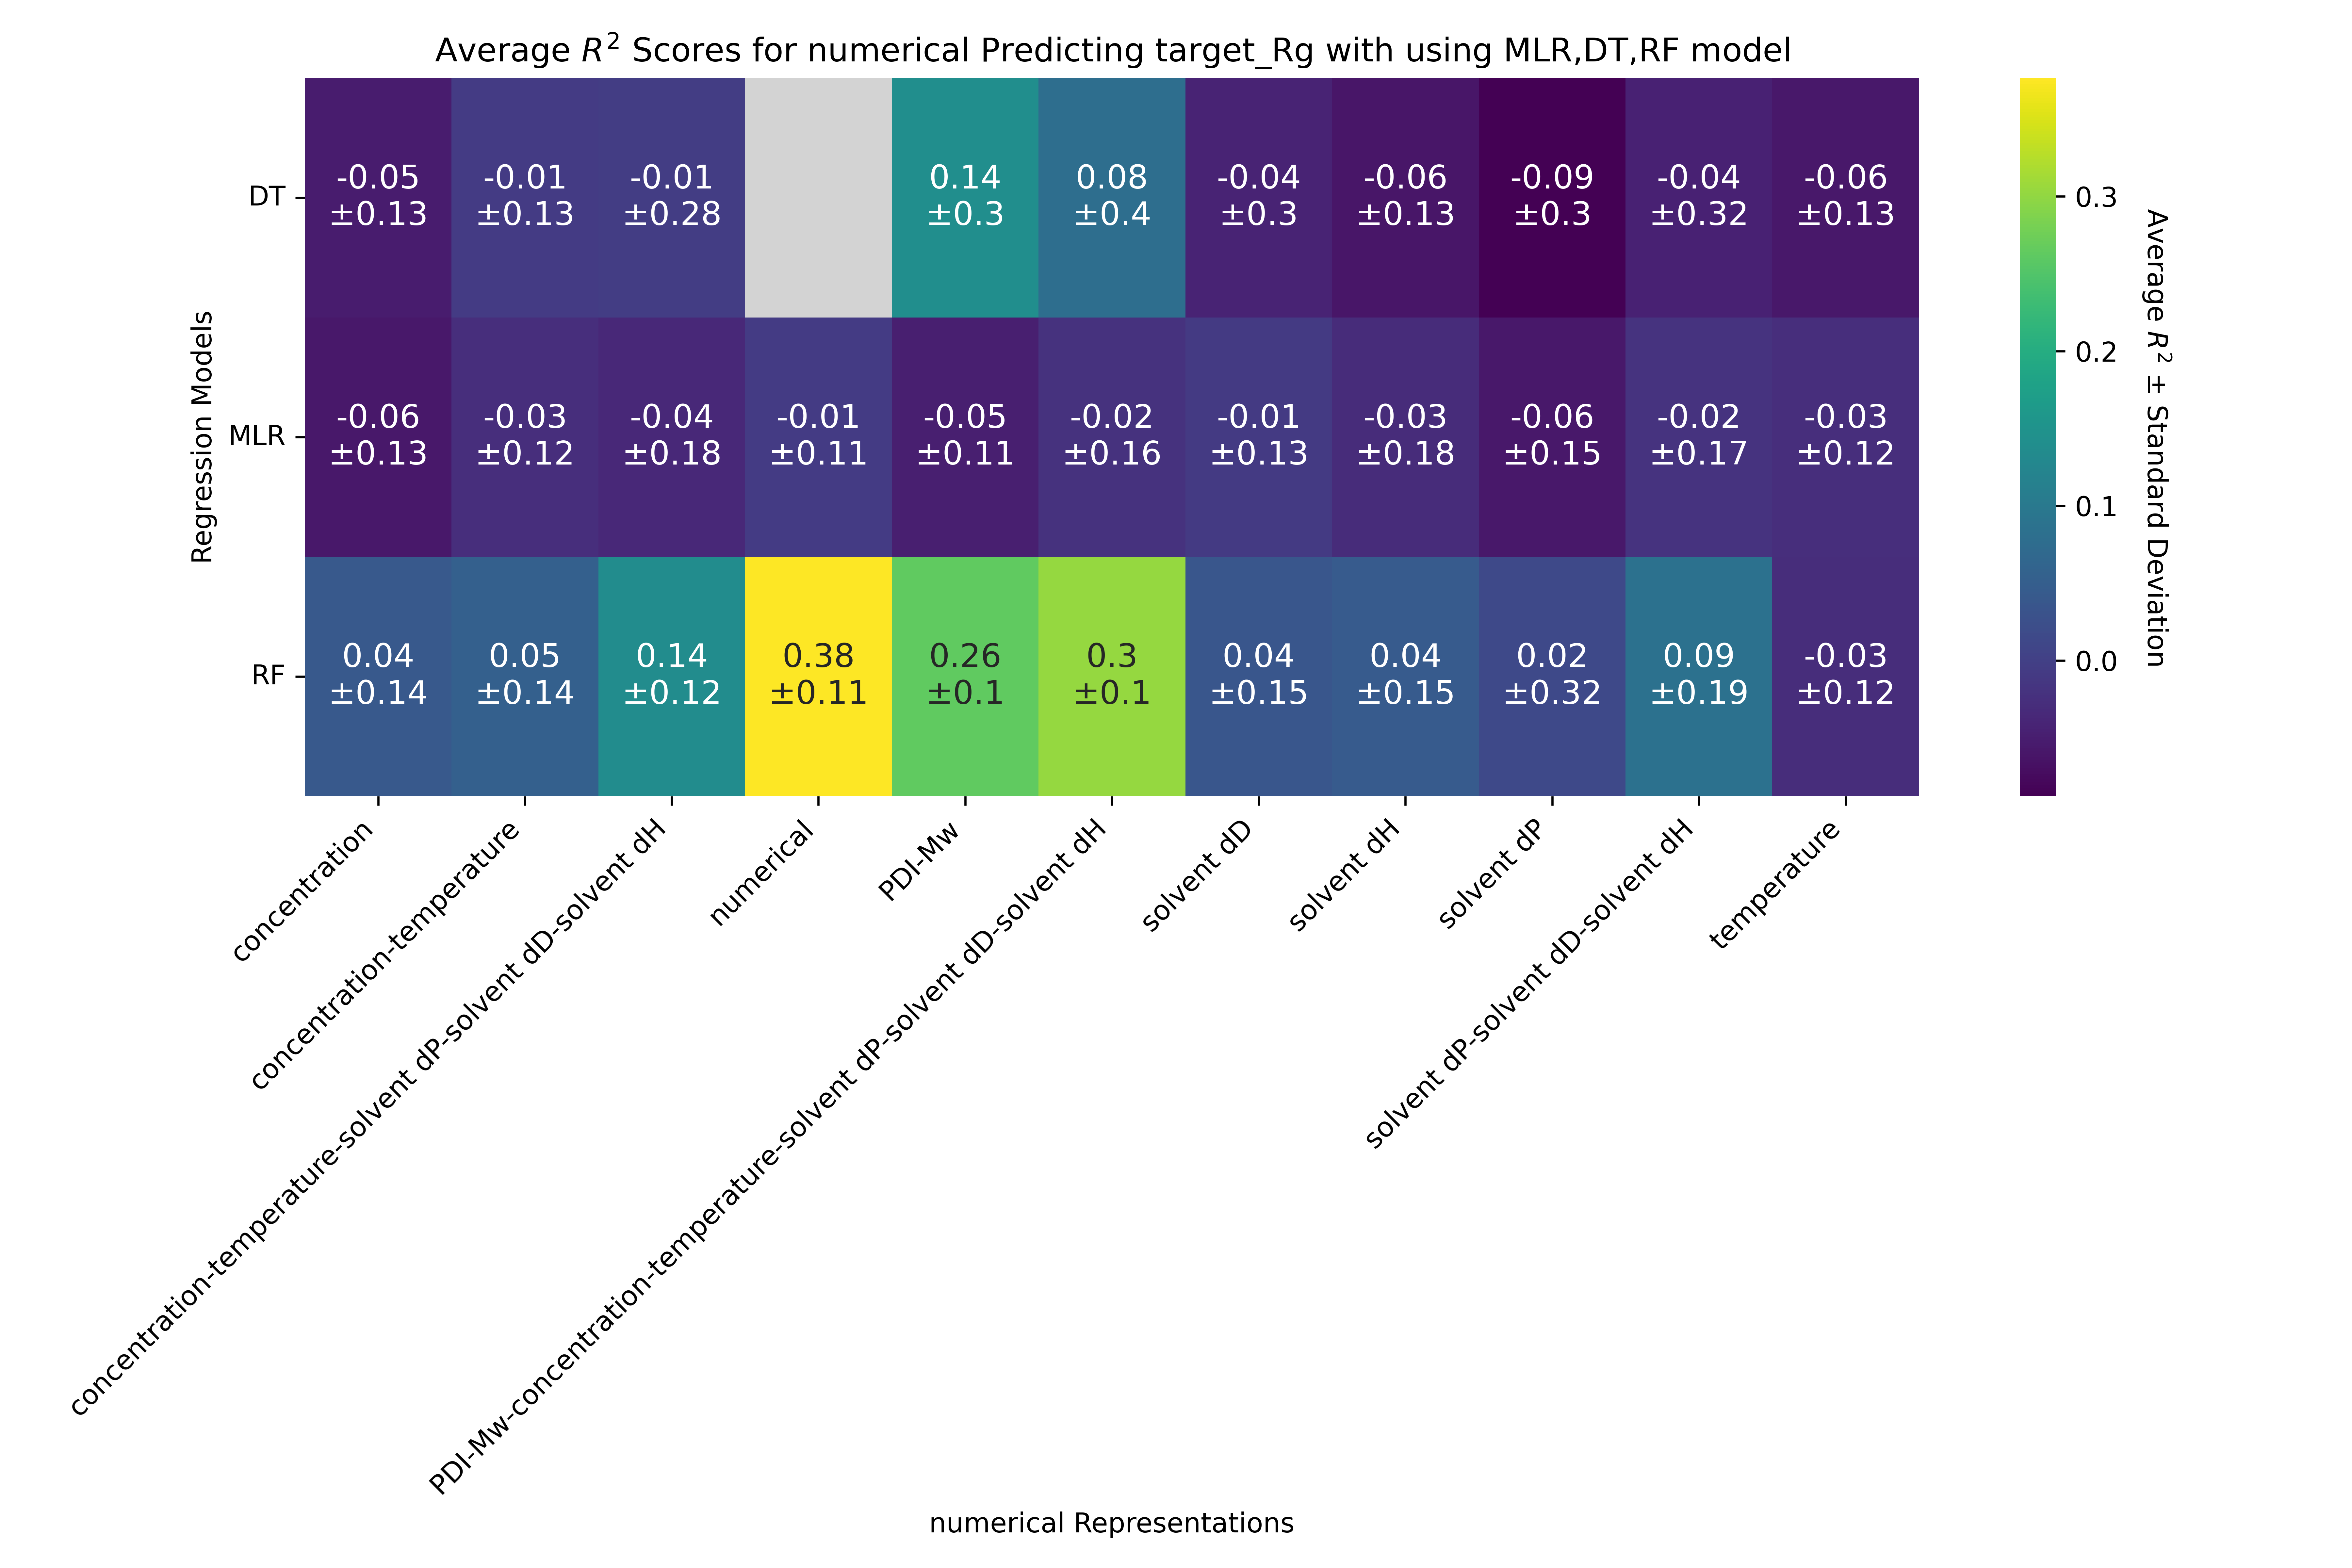 Average R² Scores for numerical Predicting target_Rg with using MLR,DT,RF model
Regression Models
DT
-0.05 -0.01 -0.01 0.14 0.08 -0.04 -0.06 -0.09 -0.04 -0.06
±0.13 ±0.13 ±0.28 ±0.3 ±0.4 ±0.3 ±0.13 ±0.3 ±0.32 ±0.13
MLR
-0.06 -0.03 -0.04 -0.01 -0.05 -0.02 -0.01 -0.03 -0.06 -0.02 -0.03
±0.13 ±0.12 ±0.18 ±0.11 ±0.11 ±0.16 ±0.13 ±0.18 ±0.15 ±0.17 ±0.12
RF
0.04 0.05 0.14 0.38 0.26 0.3 0.04 0.04 0.02 0.09 -0.03
±0.14 ±0.14 ±0.12 ±0.11 ±0.1 ±0.1 ±0.15 ±0.15 ±0.32 ±0.19 ±0.12
concentration
concentration-temperature
concentration-temperature-solvent dP-solvent dD-solvent dH
numerical
PDI-Mw
PDI-Mw-concentration-temperature-solvent dP-solvent dD-solvent dH
solvent dD
solvent dH
solvent dP
solvent dP-solvent dD-solvent dH
temperature
numerical Representations
0.3
0.2
0.1
0.0
Average R² ± Standard Deviation